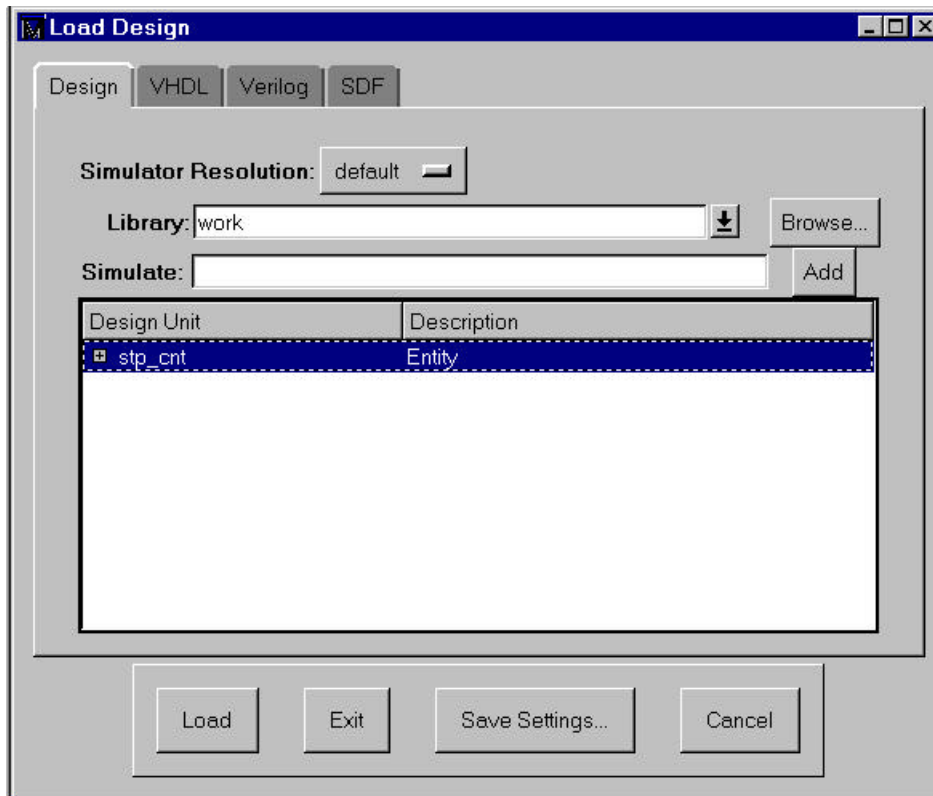 Load Design
Design VHDL Verilog SDF
Simulator Resolution: default
Library: work Browse...
Simulate: Add
Design Unit Description
stp_cnt Entity
Load Exit Save Settings... Cancel